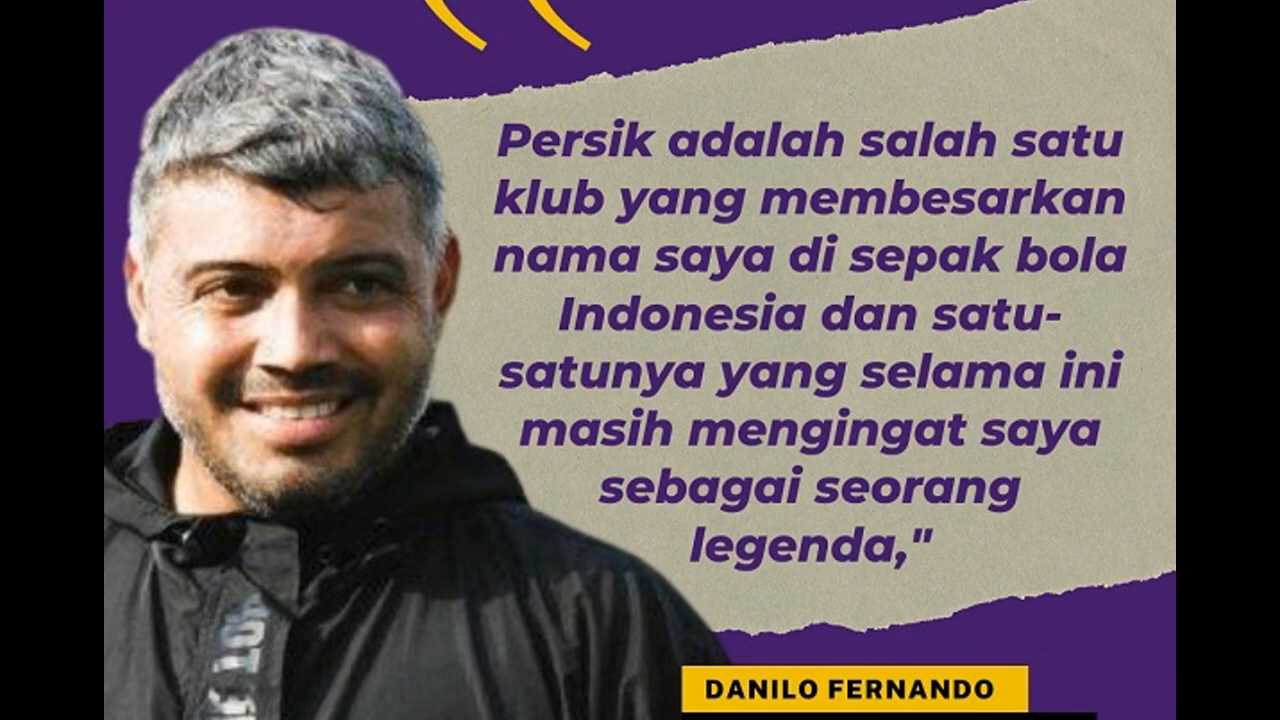 Persik adalah salah satu
klub yang membesarkan
nama saya di sepak bola
Indonesia dan satu-
satunya yang selama ini
masih mengingat saya
sebagai seorang
legenda,"
DANILO FERNANDO